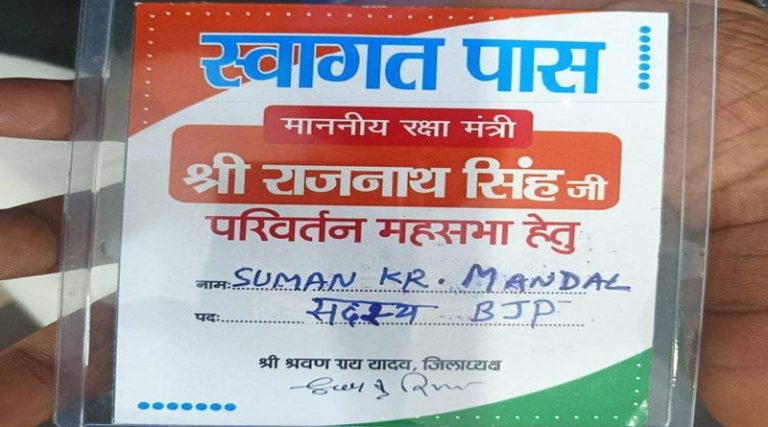 स्वागत पास
माननीय रक्षा मंत्री
श्री राजनाथ सिंह जी
परिवर्तन महसभा हेतु
नामः SUMAN KR. MANDAL
पदः सदस्य BJP
श्री श्रवण राय यादव, जिलाध्यक्ष